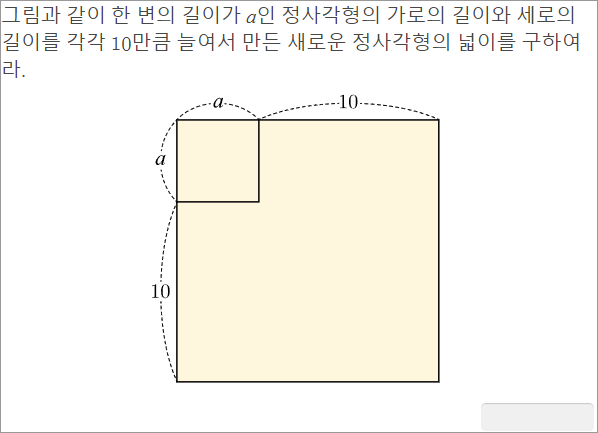 그림과 같이 한 변의 길이가 a인 정사각형의 가로의 길이와 세로의
길이를 각각 10만큼 늘여서 만든 새로운 정사각형의 넓이를 구하여
라.
a
10
a
10